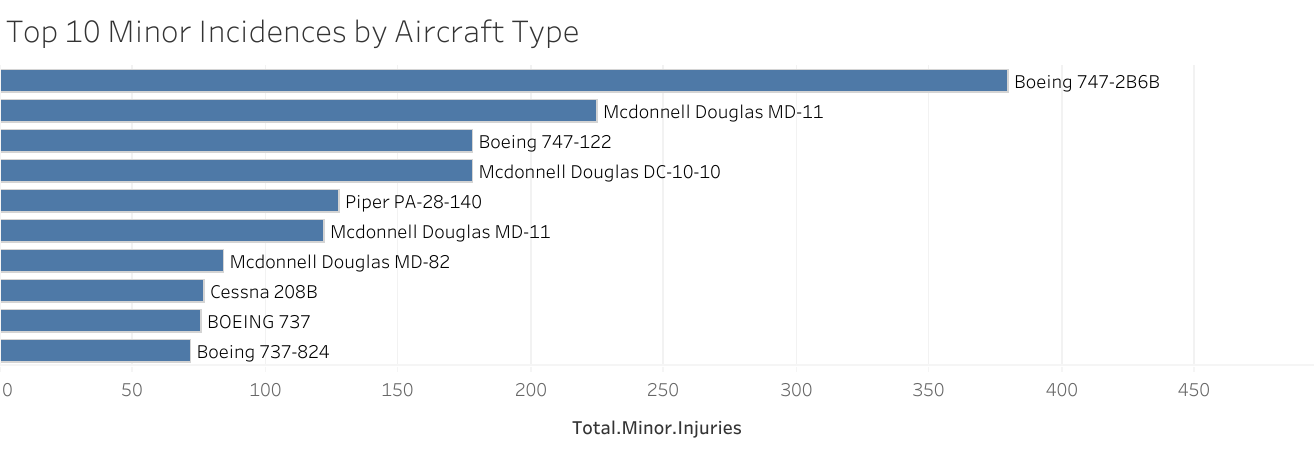 Top 10 Minor Incidences by Aircraft Type
Boeing 747-2B6B
Mcdonnell Douglas MD-11
Boeing 747-122
Mcdonnell Douglas DC-10-10
Piper PA-28-140
Mcdonnell Douglas MD-11
Mcdonnell Douglas MD-82
Cessna 208B
BOEING 737
Boeing 737-824
0 50 100 150 200 250 300 350 400 450
Total.Minor.Injuries